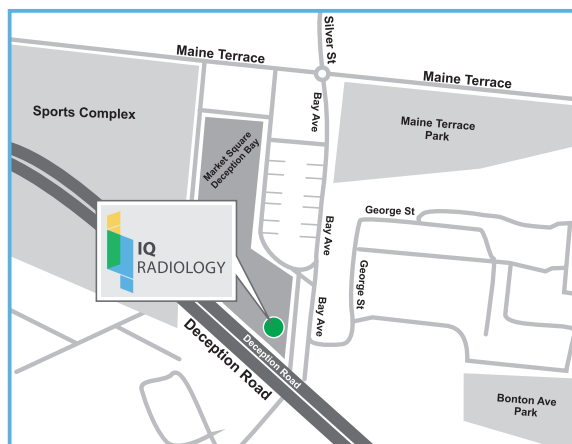 Silver St
Maine Terrace
Maine Terrace
Sports Complex
Bay Ave
Maine Terrace
Park
Market Square
Deception Bay
George St
Bay Ave
IQ
RADIOLOGY
George St
Bay Ave
Deception Road
Deception Road
Bonton Ave
Park